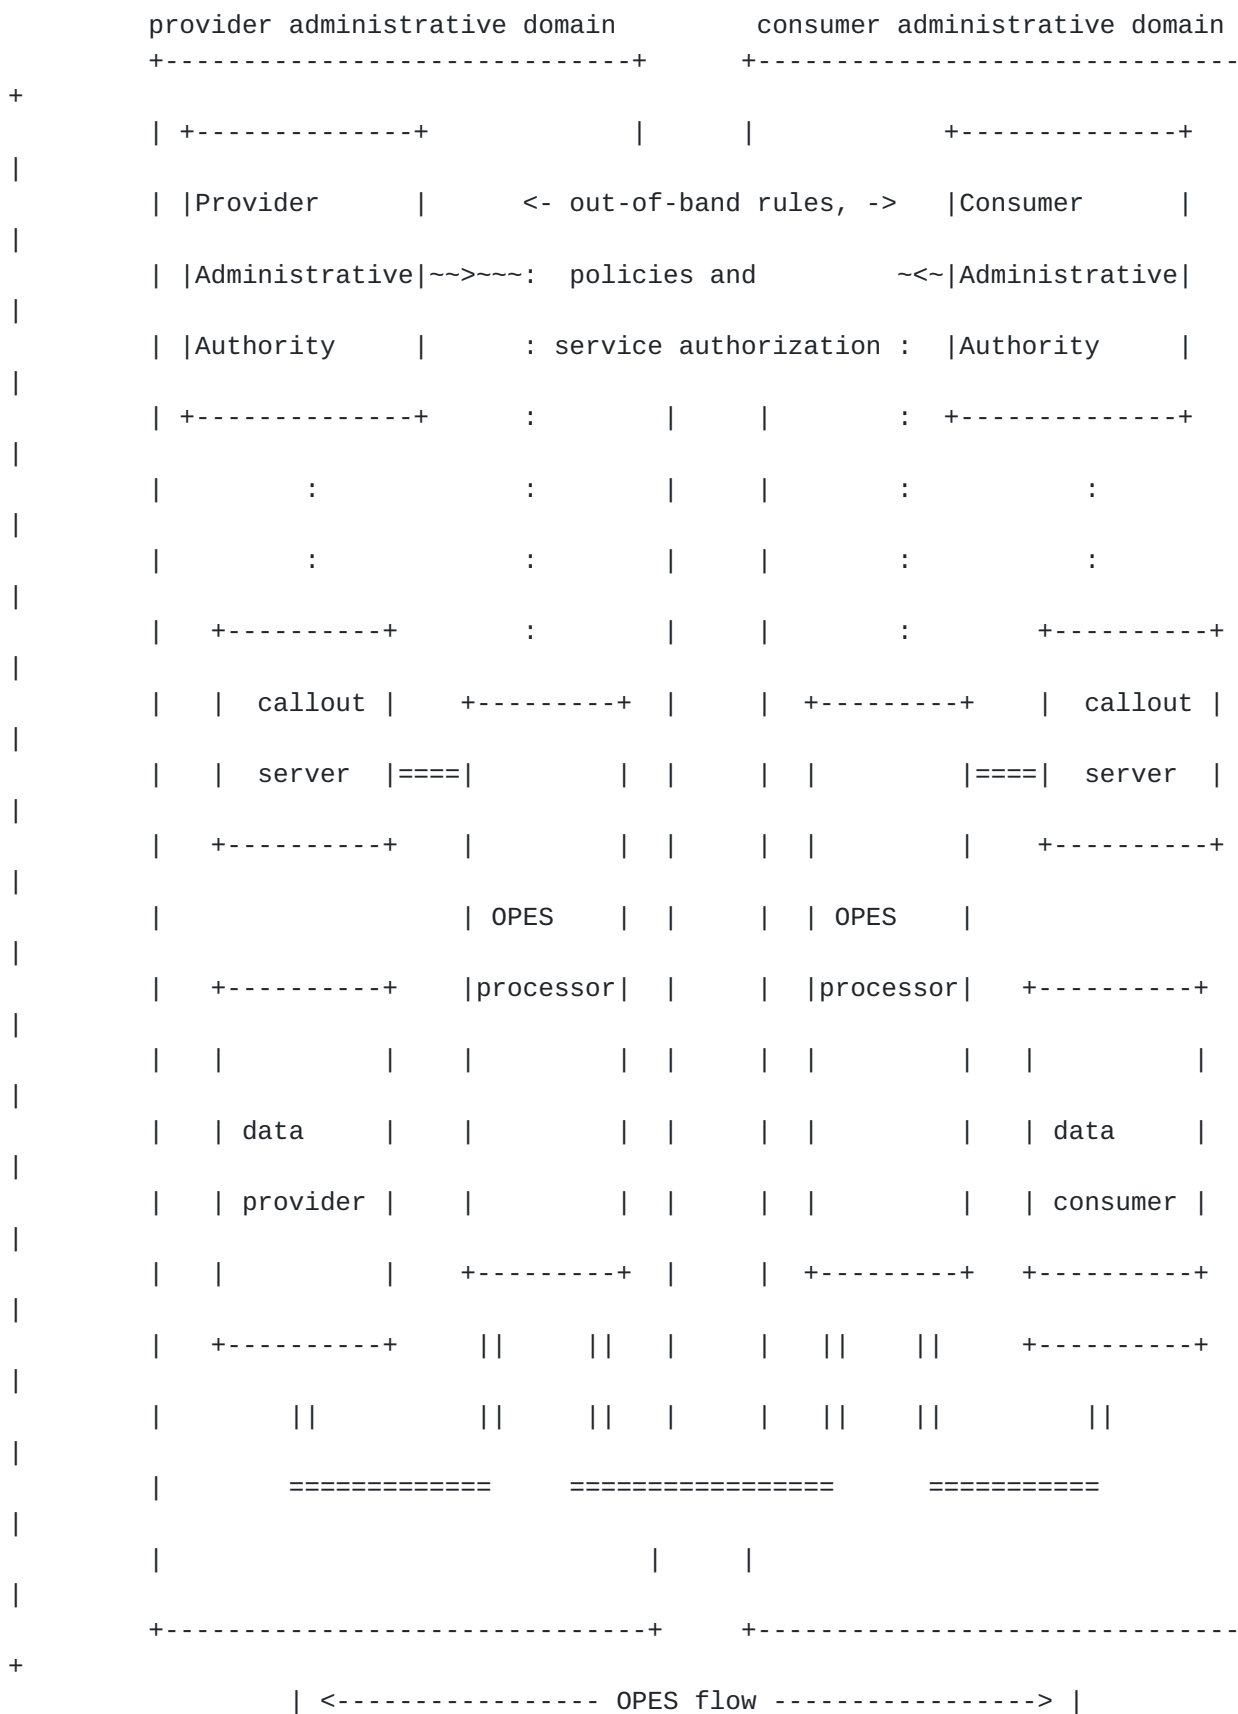 provider administrative domain         consumer administrative domain
+------------------------------+      +-------------------------------
+
| +--------------+             |      |            +--------------+
|
| |Provider      |      <- out-of-band rules, ->   |Consumer      |
|
| |Administrative|~~>~~~:  policies and         ~<~|Administrative|
|
| |Authority     |      : service authorization :  |Authority     |
|
| +--------------+      :        |     |        :  +--------------+
|
|         :             :        |     |        :           :
|
|         :             :        |     |        :           :
|
|   +----------+        :        |     |        :        +----------+
|
|   |  callout |    +---------+  |     |  +---------+    |  callout |
|
|   |  server  |====|         |  |     |  |         |====|  server  |
|
|   +----------+    |         |  |     |  |         |    +----------+
|
|                   | OPES    |  |     |  | OPES    |
|
|   +----------+    |processor|  |     |  |processor|   +----------+
|
|   |          |    |         |  |     |  |         |   |          |
|
|   | data     |    |         |  |     |  |         |   | data     |
|
|   | provider |    |         |  |     |  |         |   | consumer |
|
|   |          |    +---------+  |     |  +---------+   +----------+
|
|   +----------+     ||     ||   |     |   ||    ||     +----------+
|
|        ||          ||     ||   |     |   ||    ||         ||
|
|        =============     =================      ===========
|
|                               |     |
|
+-------------------------------+     +-------------------------------
+
| <----------------- OPES flow -----------------> |